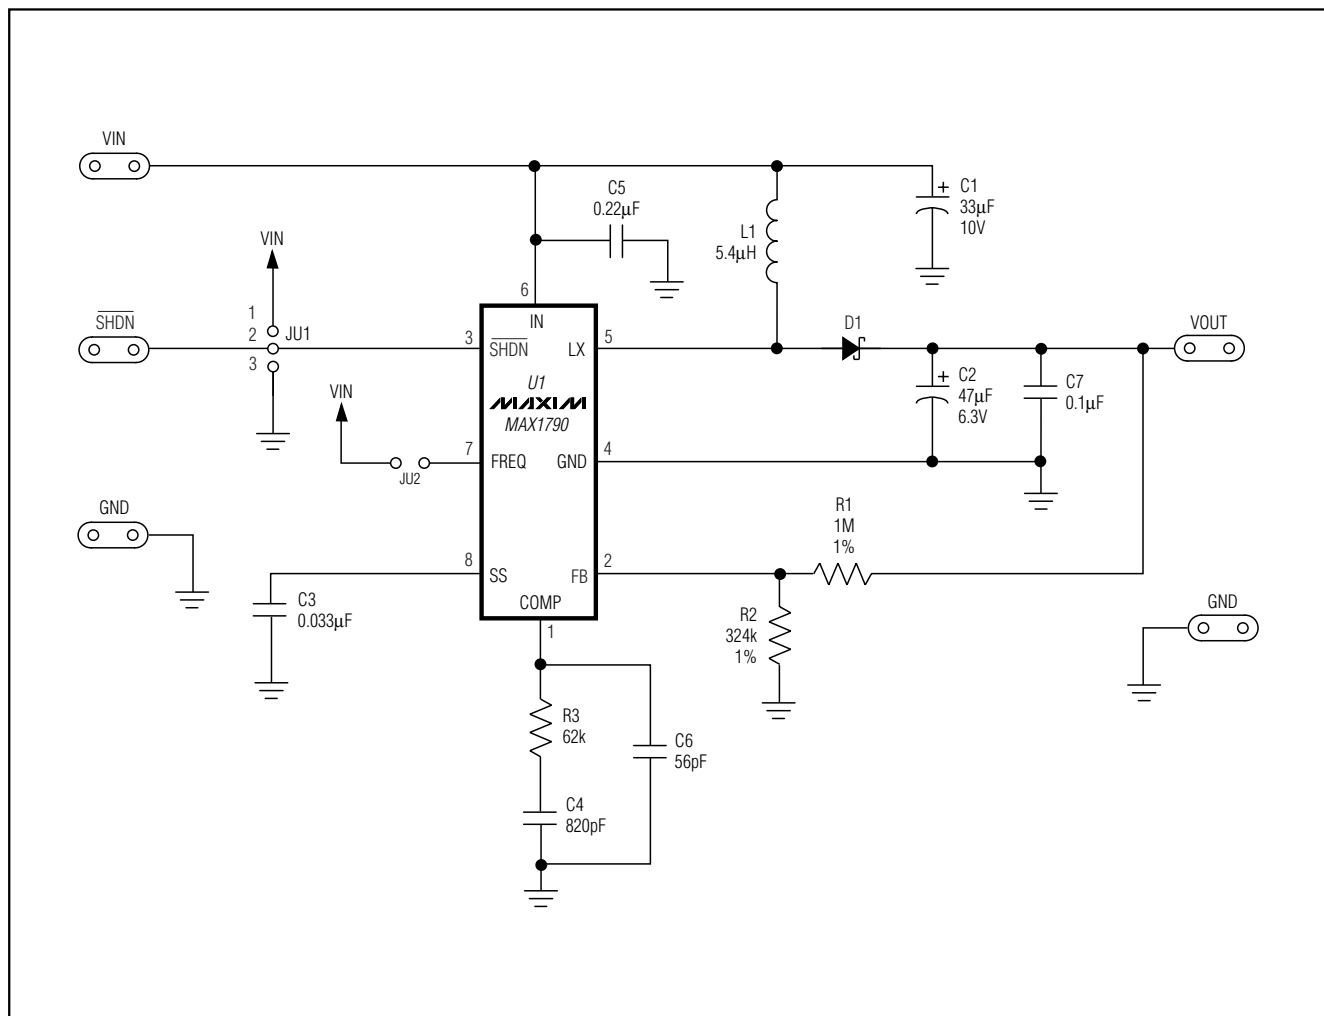 VIN
C5
0.22µF
+ C1
33µF
10V
L1
5.4µH
VIN
6
IN
SHDN
1
2
3
JU1
3
SHDN
LX
5
D1
VOUT
U1
MAXIM
MAX1790
+ C2
47µF
6.3V
C7
0.1µF
VIN
JU2
7
FREQ
GND
4
GND
R1
1M
1%
8
SS
FB
2
COMP
1
C3
0.033µF
R2
324k
1%
GND
R3
62k
C6
56pF
C4
820pF